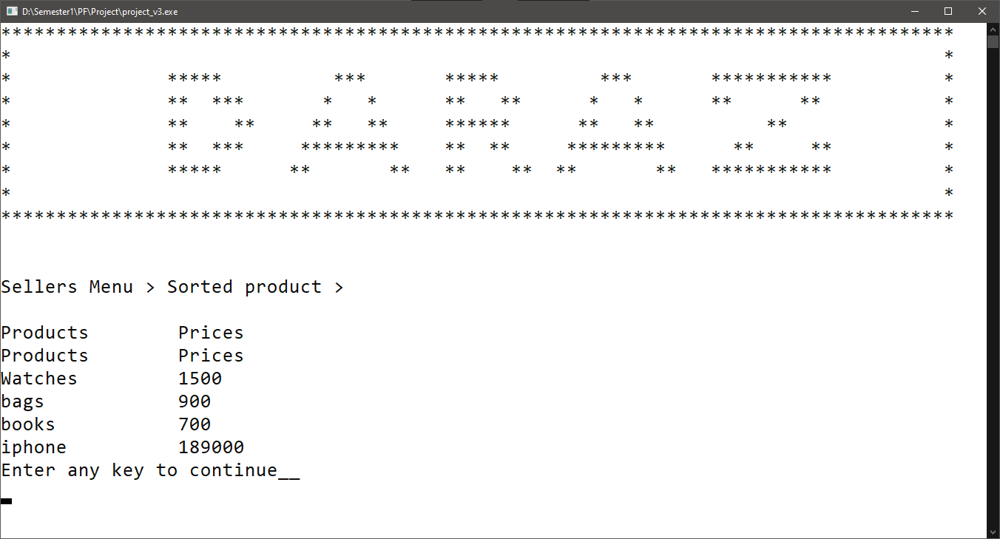 D:\Semester1\PF\Project\project_v3.exe
DARAZ
Sellers Menu > Sorted product >
Products Prices
Products Prices
Watches 1500
bags 900
books 700
iphone 189000
Enter any key to continue__